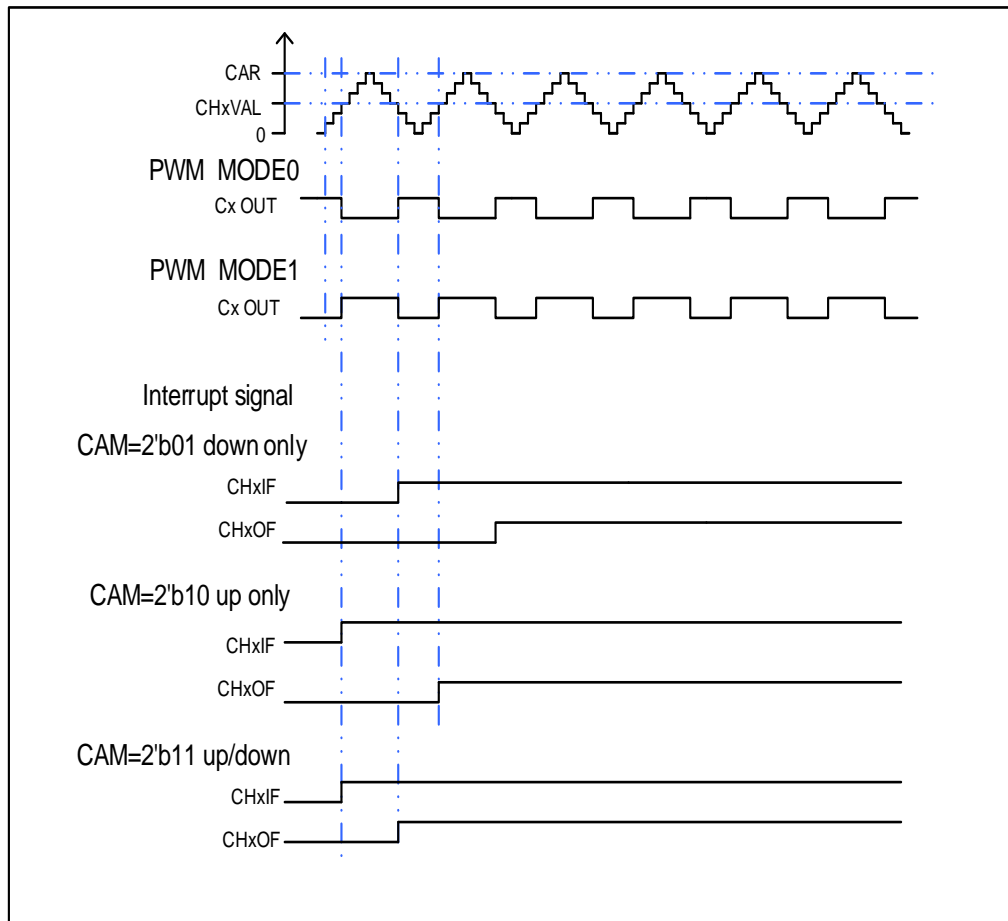 CAR
CHxVAL
0
PWM MODE0
Cx OUT
PWM MODE1
Cx OUT
Interrupt signal
CAM=2'b01 down only
CHxIF
CHxOF
CAM=2'b10 up only
CHxIF
CHxOF
CAM=2'b11 up/down
CHxIF
CHxOF